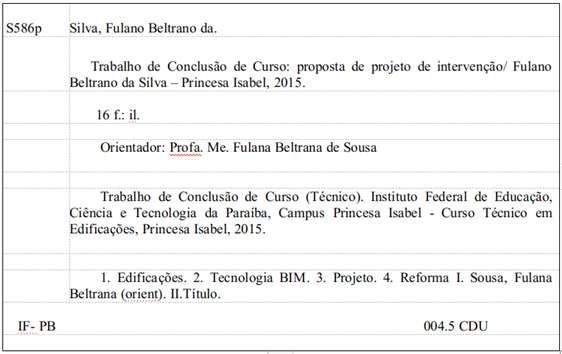 S586p Silva, Fulano Beltrano da.
Trabalho de Conclusão de Curso: proposta de projeto de intervenção/ Fulano
Beltrano da Silva – Princesa Isabel, 2015.
16 f.: il.
Orientador: Profa. Me. Fulana Beltrana de Sousa
Trabalho de Conclusão de Curso (Técnico). Instituto Federal de Educação,
Ciência e Tecnologia da Paraíba, Campus Princesa Isabel - Curso Técnico em
Edificações, Princesa Isabel, 2015.
1. Edificações. 2. Tecnologia BIM. 3. Projeto. 4. Reforma I. Sousa, Fulana
Beltrana (orient). II.Título.
IF- PB 004.5 CDU